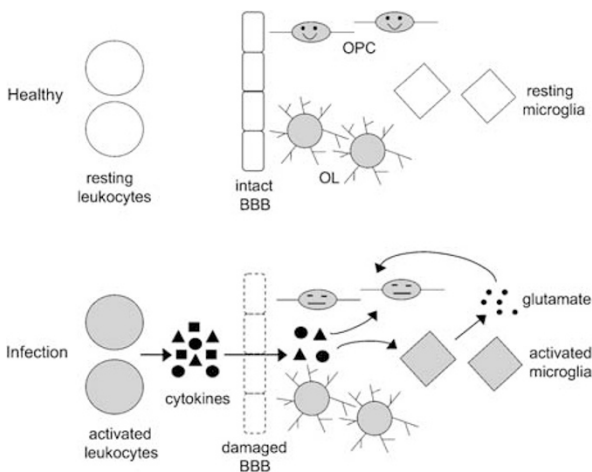 OPC
Healthy
resting
microglia
resting
leukocytes
intact
BBB
OL
glutamate
Infection
activated
microglia
cytokines
activated
leukocytes
damaged
BBB